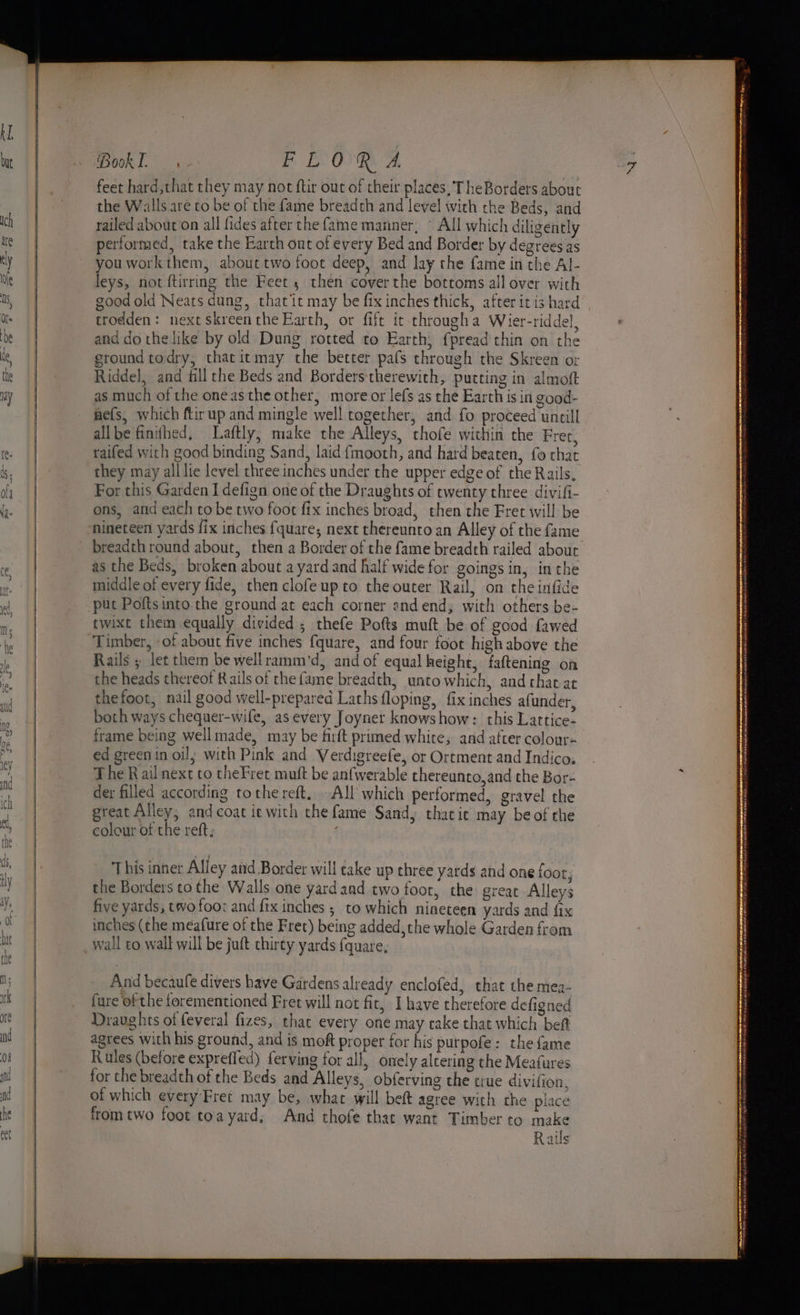 Book I. FLORA. 7
feet hard, that they may not ſtir out of their places, The Borders about
the Walls are to be of the ſame breadth and level with the Beds, and
railed about on all ſides after the ſame manner; All which diligently
performed, take the Earth out of every Bed and Border by degrees as
you work them, about two foot deep, and lay the ſame in the Al-
leys, not ſtirring the Feet, then cover the bottoms all over with
good old Neats dung, that it may be ſix inches thick, after it is hard
trodden: next skreen the Earth, or ſift it through a Wier-riddel,
and do the like by old Dung rotted to Earth, ſpread thin on the
ground to dry, that it may the better paſs through the Skreen or
Riddel, and fill the Beds and Borders therewith, putting in almoſt
as much of the one as the other, more or leſs as the Earth is in good-
neſs, which ſtir up and mingle well together, and ſo proceed untill
all be finiſhed, Laſtly, make the Alleys, thoſe within the Fret,
raiſed with good binding Sand, laid ſmooth, and hard beaten, ſo that
they may all lie level three inches under the upper edge of the Rails.
For this Garden I deſign one of the Draughts of twenty three diviſi-
ons, and each to be two foot ſix inches broad, then the Fret will be
nineteen yards ſix inches ſquare; next thereunto an Alley of the ſame
breadth round about, then a Border of the ſame breadth railed about
as the Beds, broken about a yard and half wide for goings in, in the
middle of every ſide, then cloſe up to the outer Rail, on the inſide
put Poſts into the ground at each corner and end, with others be-
twixt them equally divided; theſe Poſts muſt be of good ſawed
Timber, of about five inches ſquare, and four foot high above the
Rails; let them be well ramm'd, and of equal height, faſtening on
the heads thereof Rails of the ſame breadth, unto which, and that at
the foot, nail good well-prepared Laths ſloping, ſix inches aſunder,
both ways chequer-wiſe, as every Joyner knows how: this Lattice-
frame being well made, may be firſt primed white, and after colour-
ed green in oil, with Pink and Verdigreeſe, or Ortment and Indico.
The Rail next to the Fret muſt be anſwerable thereunto, and the Bor-
der filled according to the reſt. All which performed, gravel the
great Alley, and coat it with the ſame Sand, that it may be of the
colour of the reſt.
This inner Alley and Border will take up three yards and one foot,
the Borders to the Walls one yard and two foot, the great Alleys
five yards, two foot and ſix inches; to which nineteen yards and ſix
inches (the meaſure of the Fret) being added, the whole Garden from
wall to wall will be juſt thirty yards ſquare.
And becauſe divers have Gardens already encloſed, that the mea-
ſure of the forementioned Fret will not fit, I have therefore deſigned
Draughts of ſeveral ſizes, that every one may take that which beſt
agrees with his ground, and is moſt proper for his purpoſe: the ſame
Rules (before expreſſed) ſerving for all, onely altering the Meaſures
for the breadth of the Beds and Alleys, obſerving the true diviſion,
of which every Fret may be, what will beſt agree with the place
from two foot to a yard. And thoſe that want Timber to make
Rails